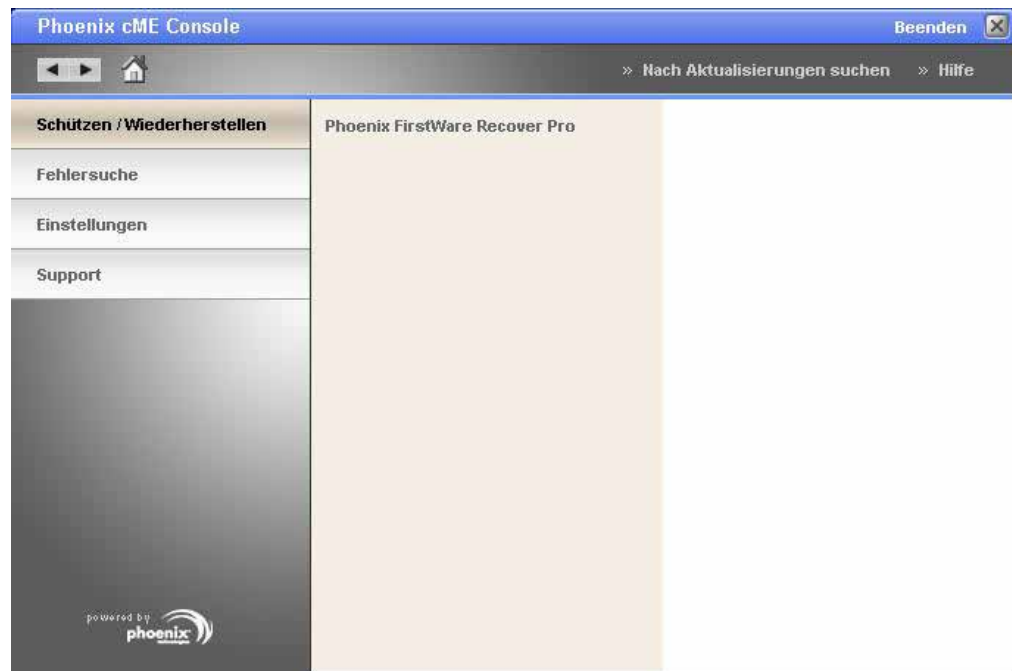 Phoenix cME Console
Beenden
» Nach Aktualisierungen suchen » Hilfe
Schützen / Wiederherstellen
Phoenix FirstWare Recover Pro
Fehlersuche
Einstellungen
Support
powered by
phoenix